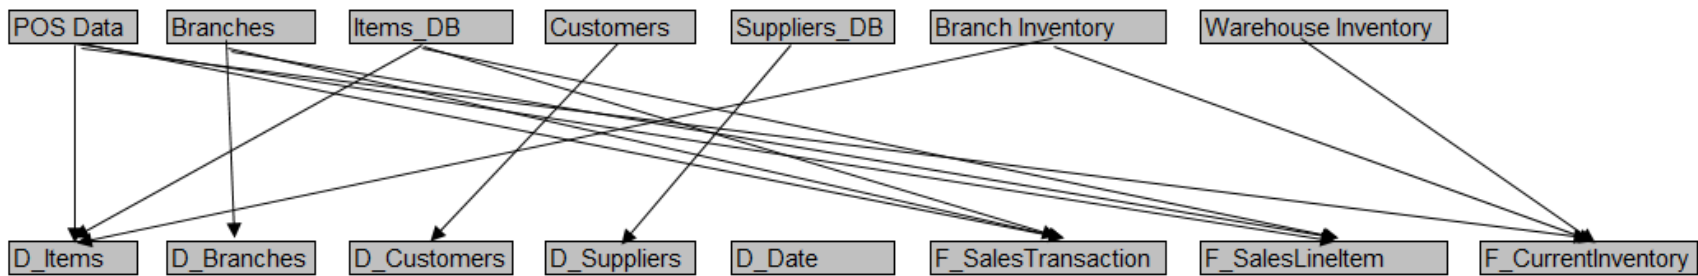 POS Data
Branches
Items_DB
Customers
Suppliers_DB
Branch Inventory
Warehouse Inventory
D_Items
D_Branches
D_Customers
D_Suppliers
D_Date
F_SalesTransaction
F_SalesLineItem
F_CurrentInventory